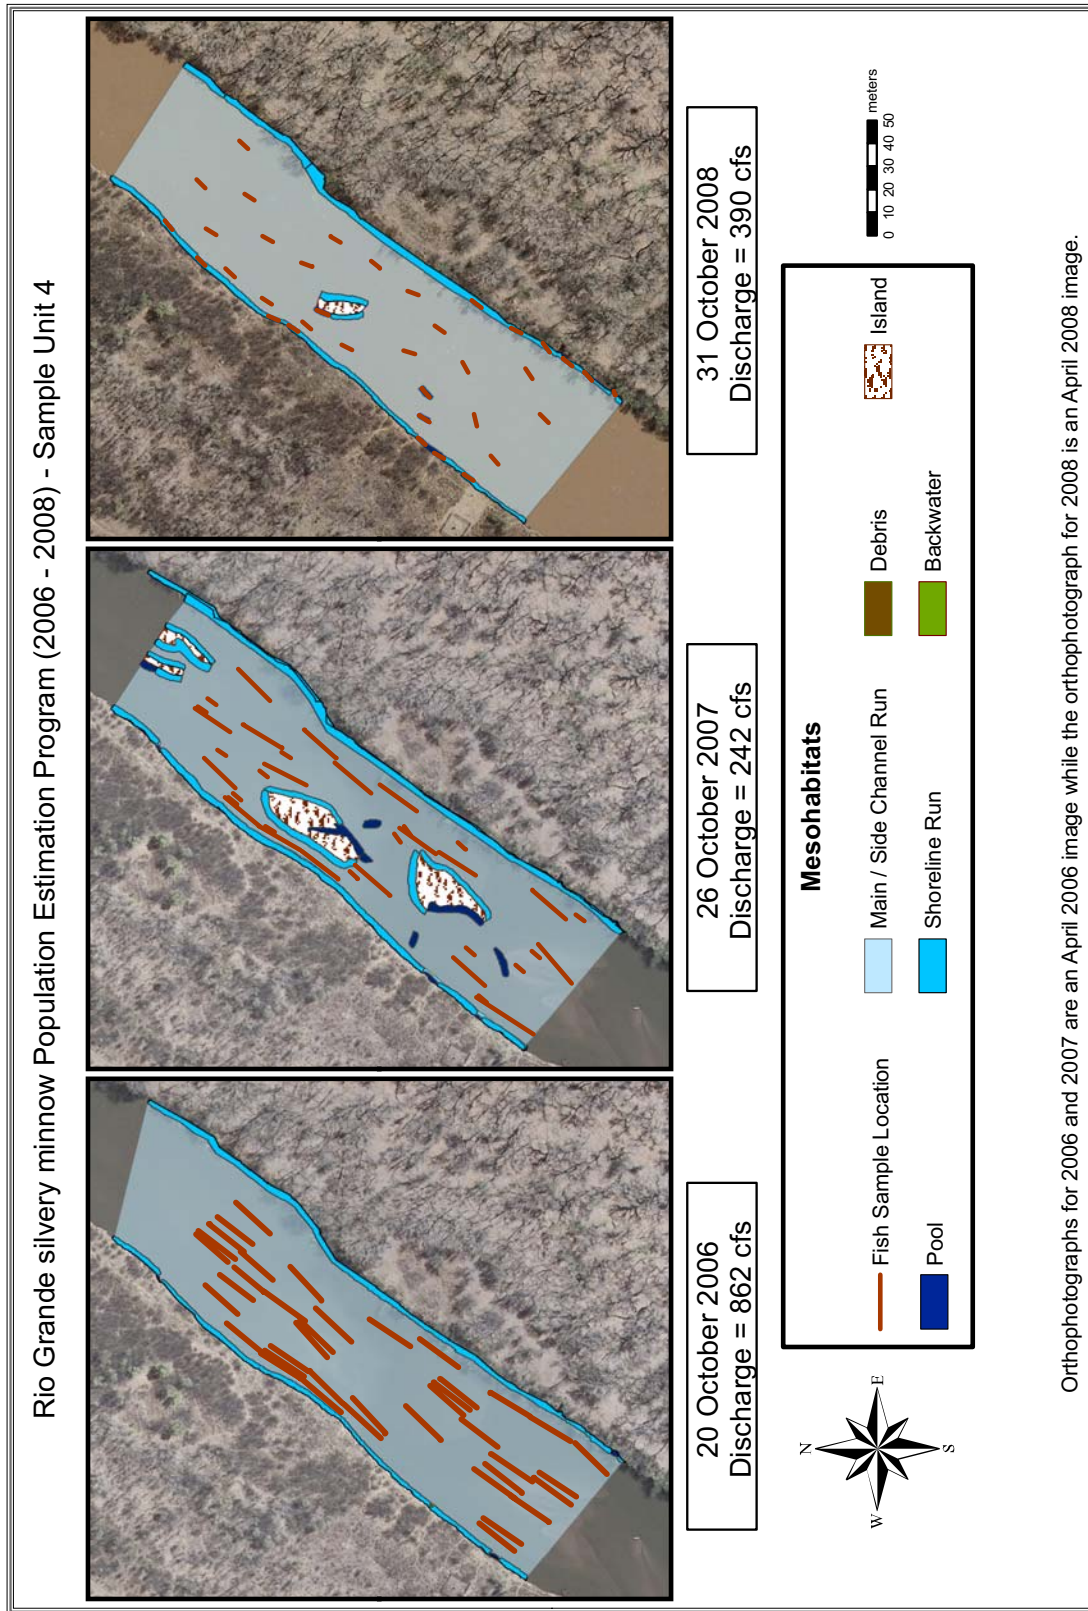 Rio Grande silvery minnow Population Estimation Program (2006 - 2008) - Sample Unit 4
20 October 2006
Discharge = 862 cfs
26 October 2007
Discharge = 242 cfs
31 October 2008
Discharge = 390 cfs
N
W
E
S
Mesohabitats
Fish Sample Location
Main / Side Channel Run
Debris
Island
Pool
Shoreline Run
Backwater
0 10 20 30 40 50
meters
Orthophotographs for 2006 and 2007 are an April 2006 image while the orthophotograph for 2008 is an April 2008 image.